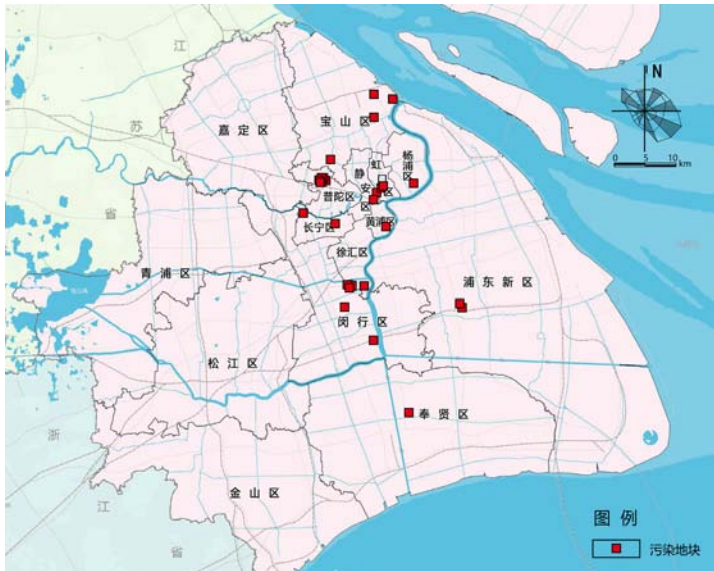 江
苏
省
N
0 5 10
km
嘉定区
宝山区
杨浦区
虹
静
安
区
普陀区
长宁区
黄浦区
徐汇区
青浦区
浦东新区
闵行区
松江区
奉贤区
金山区
浙
江
省
图例
污染地块